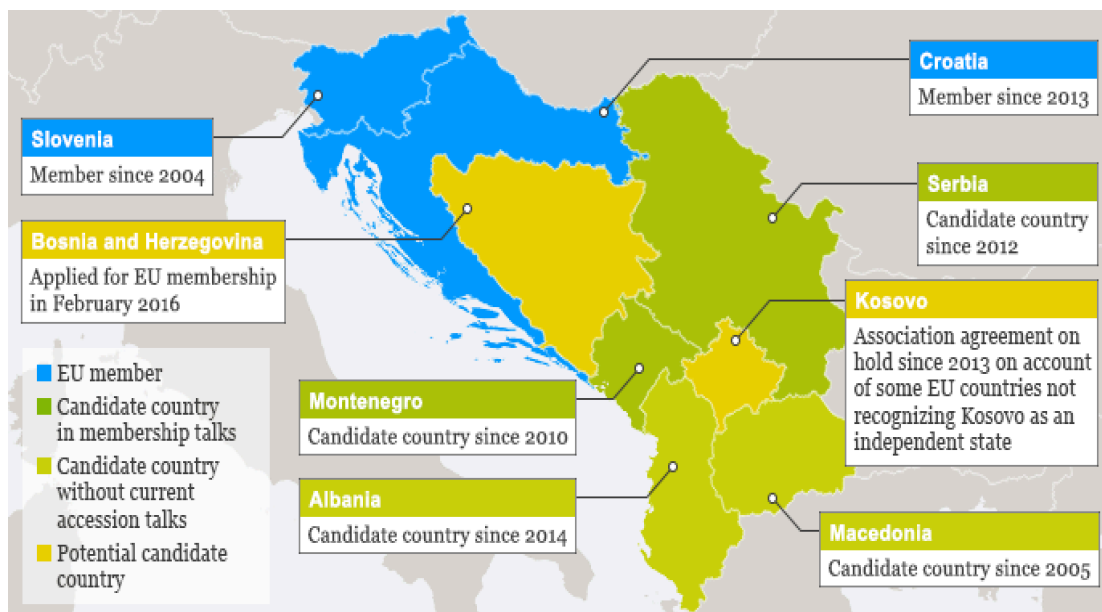 Croatia
Member since 2013
Slovenia
Member since 2004
Serbia
Candidate country
since 2012
Bosnia and Herzegovina
Applied for EU membership
in February 2016
Kosovo
Association agreement on
hold since 2013 on account
of some EU countries not
recognizing Kosovo as an
independent state
EU member
Candidate country
in membership talks
Candidate country
without current
accession talks
Potential candidate
country
Montenegro
Candidate country since 2010
Albania
Candidate country since 2014
Macedonia
Candidate country since 2005